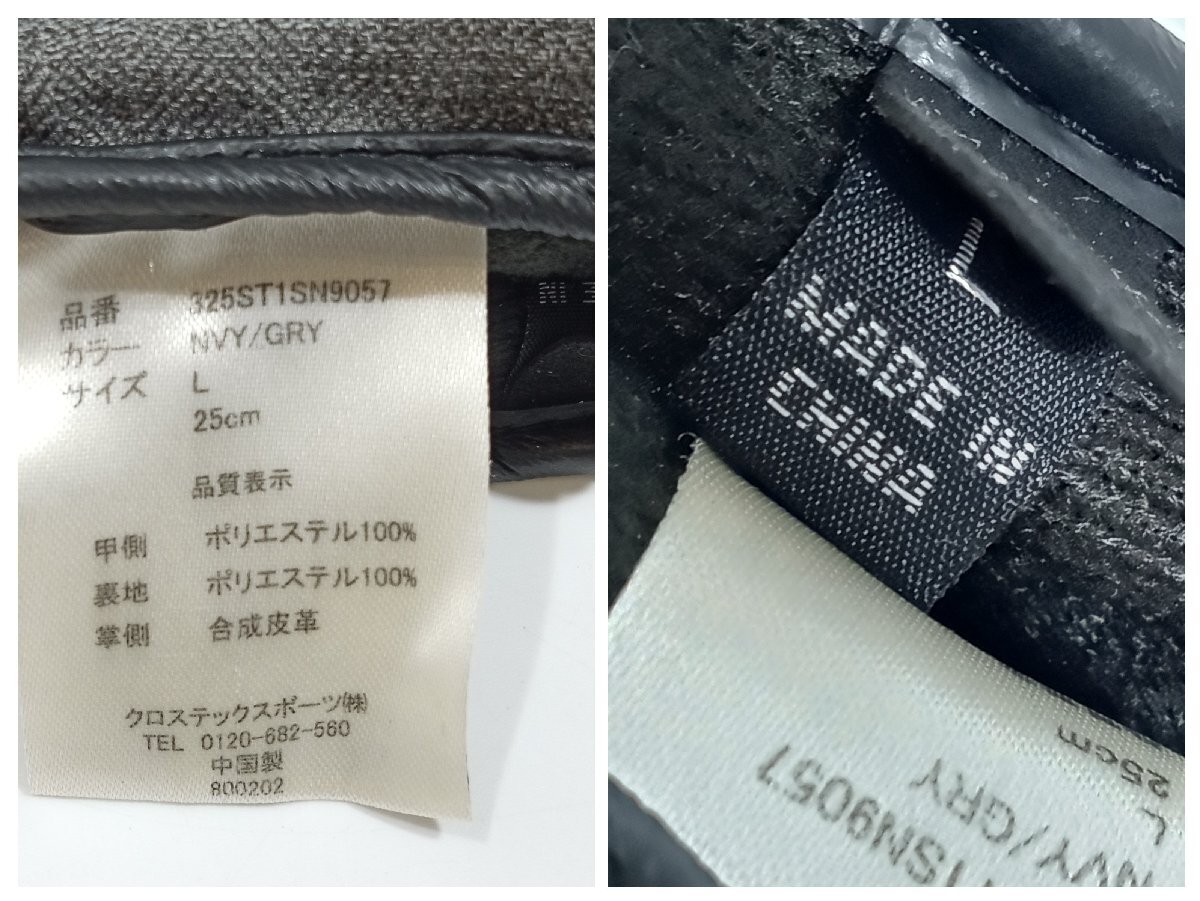 品番 325ST1SN9057
カラー NVY/GRY
サイズ L
25cm
品質表示
甲側 ポリエステル100%
裏地 ポリエステル100%
掌側 合成皮革
クロステックスポーツ㈱
TEL 0120-682-560
中国製
800202
L
MADE IN
CHINA
25cm
L
NVY/GRY
1SN9057